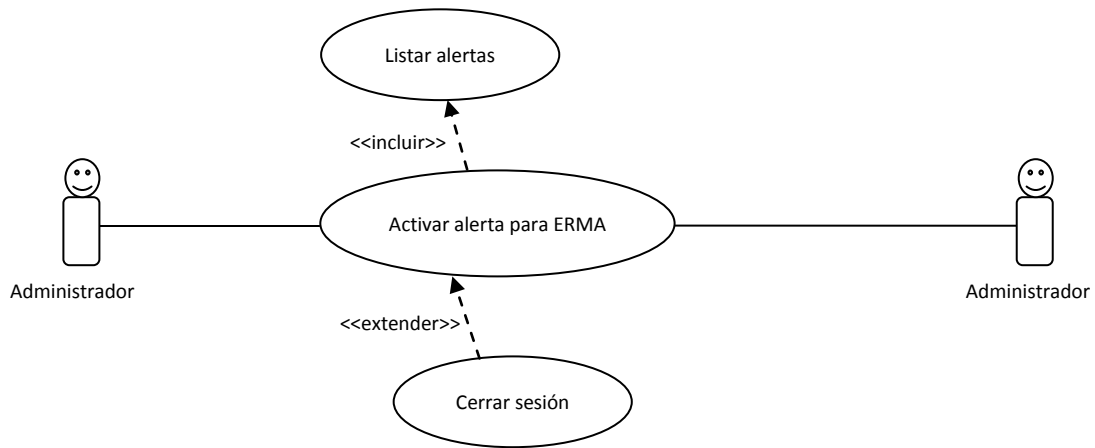 Listar alertas
<<incluir>>
Activar alerta para ERMA
Administrador
Administrador
<<extender>>
Cerrar sesión